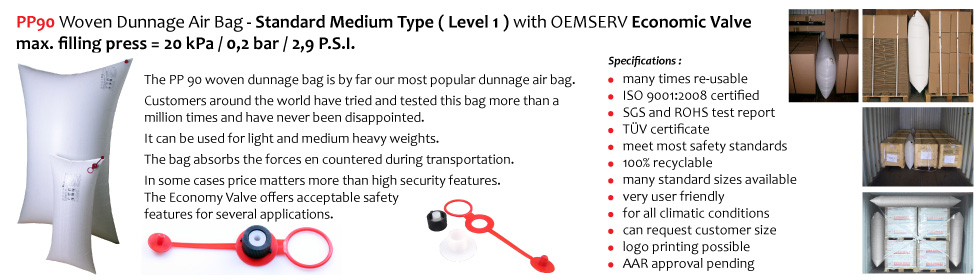 PP90 Woven Dunnage Air Bag - Standard Medium Type ( Level 1 ) with OEMSERV Economic Valve
max. filling press = 20 kPa / 0,2 bar / 2,9 P.S.I.
The PP 90 woven dunnage bag is by far our most popular dunnage air bag.
Customers around the world have tried and tested this bag more than a
million times and have never been disappointed.
It can be used for light and medium heavy weights.
The bag absorbs the forces en countered during transportation.
In some cases price matters more than high security features.
The Economy Valve offers acceptable safety
features for several applications.
Specifications :
• many times re-usable
• ISO 9001:2008 certified
• SGS and ROHS test report
• TÜV certificate
• meet most safety standards
• 100% recyclable
• many standard sizes available
• very user friendly
• for all climatic conditions
• can request customer size
• logo printing possible
• AAR approval pending